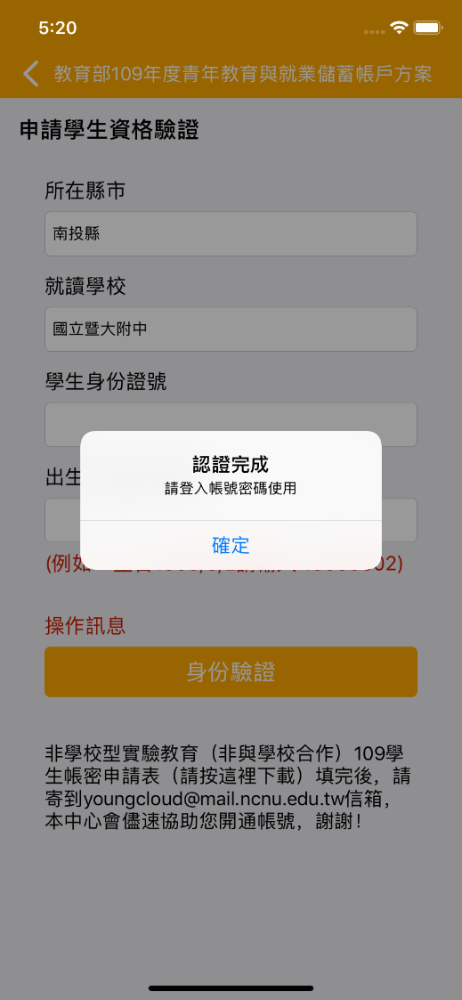 5:20
教育部109年度青年教育與就業儲蓄帳戶方案
申請學生資格驗證
所在縣市
南投縣
就讀學校
國立暨大附中
學生身份證號
出生
認證完成
請登入帳號密碼使用
確定
(例如
02)
操作訊息
身份驗證
非學校型實驗教育（非與學校合作）109學
生帳密申請表（請按這裡下載）填完後，請
寄到youngcloud@mail.ncnu.edu.tw信箱，
本中心會儘速協助您開通帳號，謝謝！